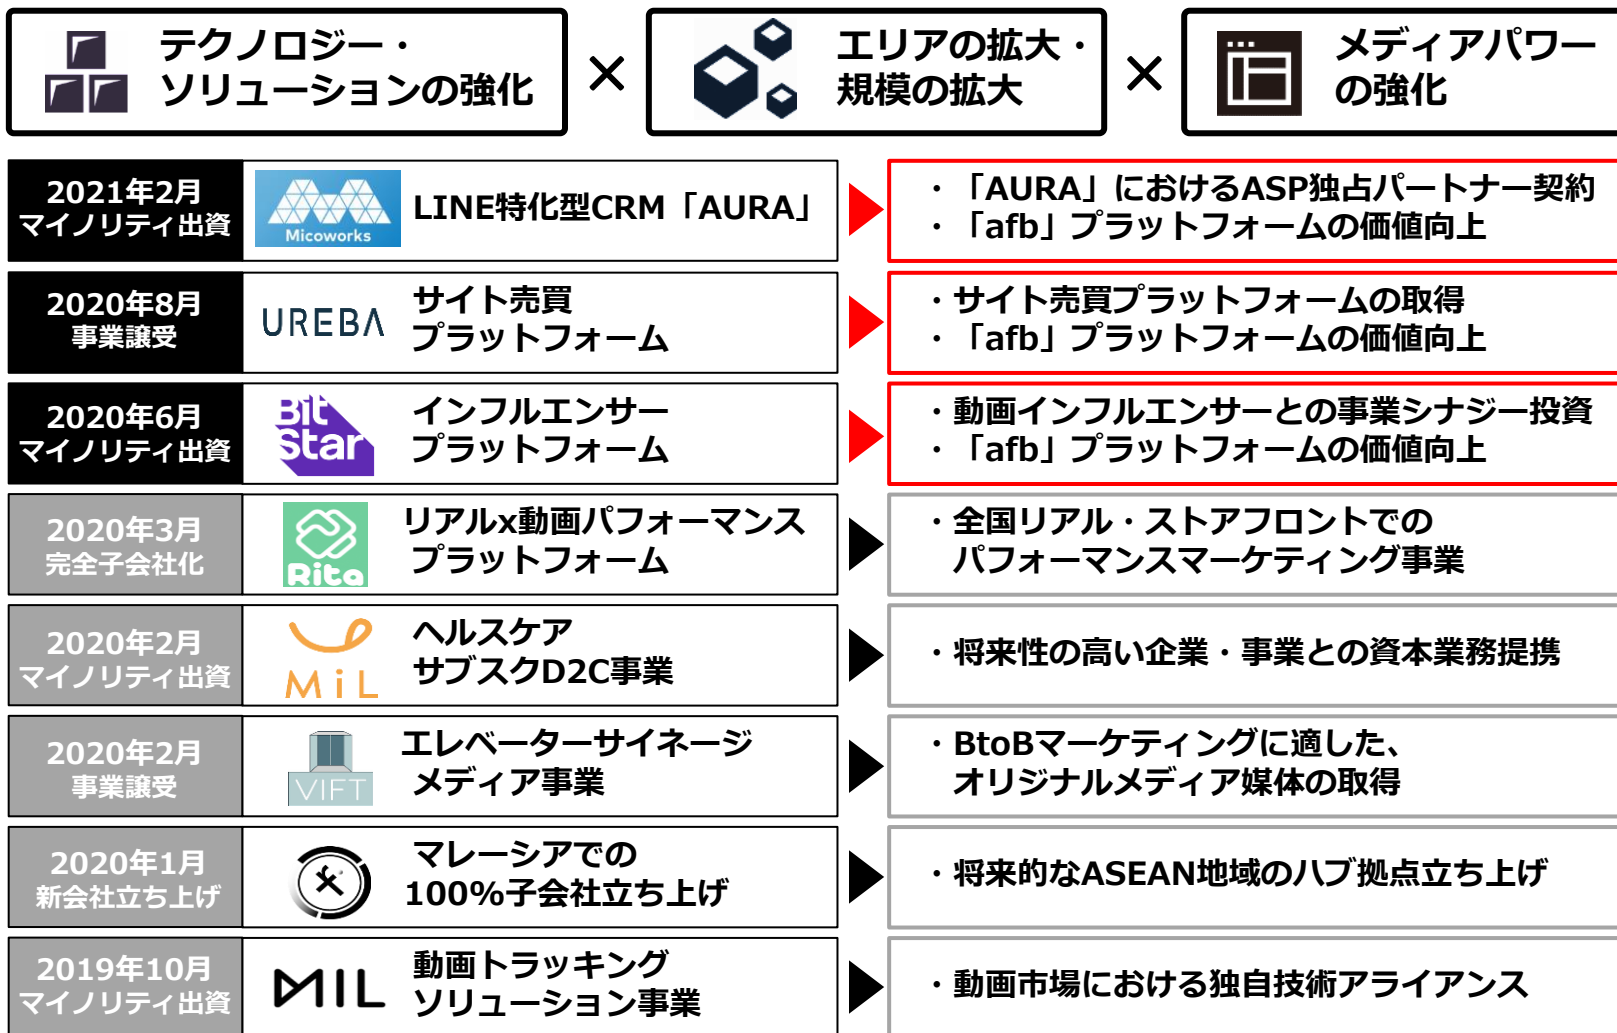 テクノロジー・
ソリューションの強化
×
エリアの拡大・
規模の拡大
×
メディアパワー
の強化
2021年2月
マイノリティ出資
Micoworks
LINE特化型CRM「AURA」
・「AURA」におけるASP独占パートナー契約
・「afb」プラットフォームの価値向上
2020年8月
事業譲受
UREBA
サイト売買
プラットフォーム
・サイト売買プラットフォームの取得
・「afb」プラットフォームの価値向上
2020年6月
マイノリティ出資
Bit
Star
インフルエンサー
プラットフォーム
・動画インフルエンサーとの事業シナジー投資
・「afb」プラットフォームの価値向上
2020年3月
完全子会社化
Rita
リアルx動画パフォーマンス
プラットフォーム
・全国リアル・ストアフロントでの
パフォーマンスマーケティング事業
2020年2月
マイノリティ出資
MiL
ヘルスケア
サブスクD2C事業
・将来性の高い企業・事業との資本業務提携
2020年2月
事業譲受
VIFT
エレベーターサイネージ
メディア事業
・BtoBマーケティングに適した、
オリジナルメディア媒体の取得
2020年1月
新会社立ち上げ
マレーシアでの
100%子会社立ち上げ
・将来的なASEAN地域のハブ拠点立ち上げ
2019年10月
マイノリティ出資
MIL
動画トラッキング
ソリューション事業
・動画市場における独自技術アライアンス